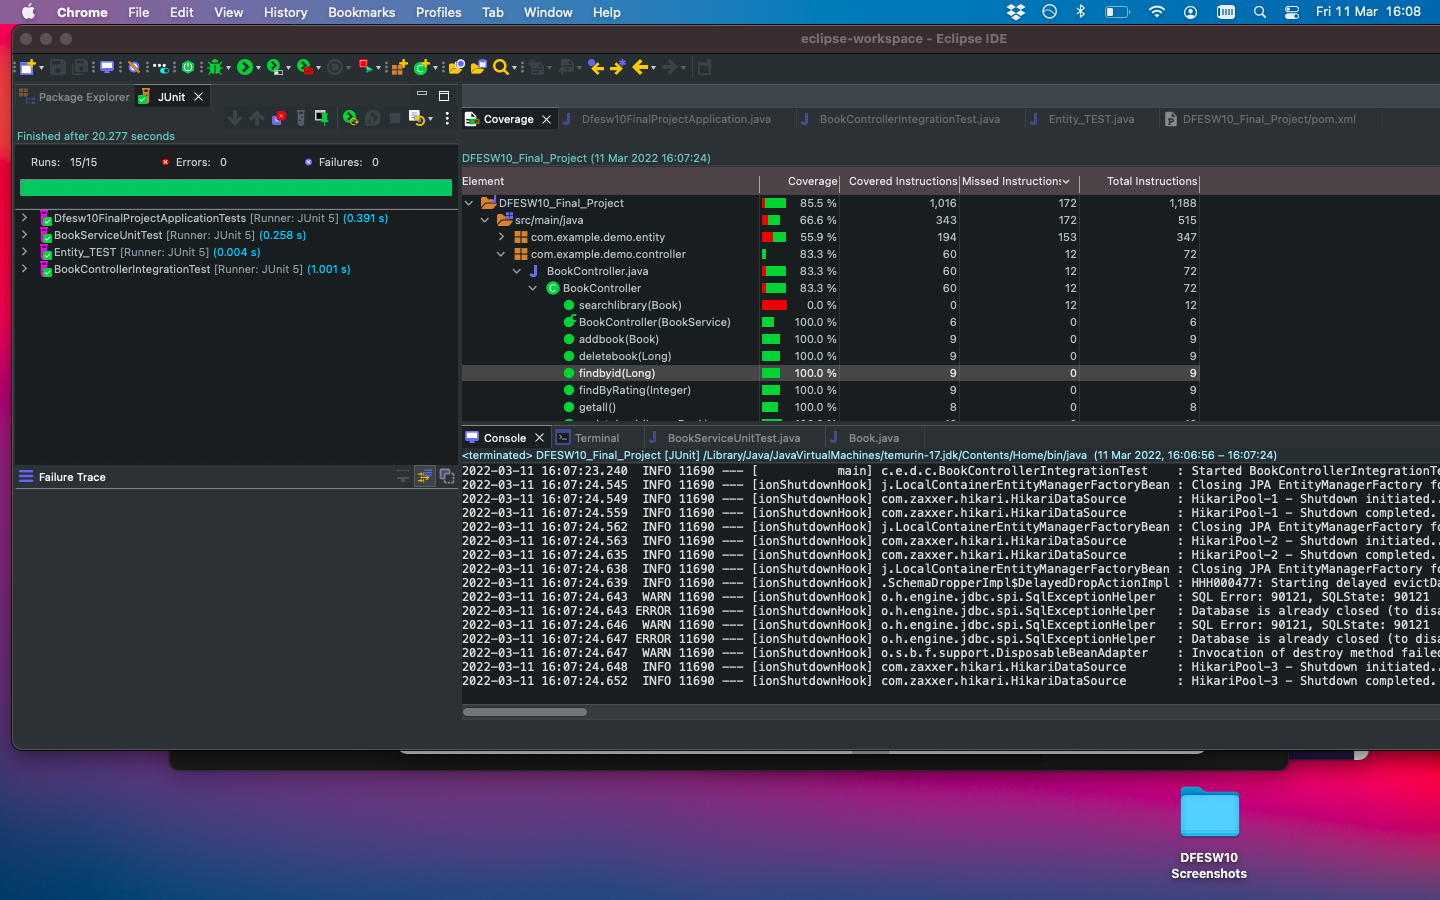 Chrome File Edit View History Bookmarks Profiles Tab Window Help Fri 11 Mar 16:08
eclipse-workspace - Eclipse IDE
Package Explorer JUnit
Finished after 20.277 seconds
Runs: 15/15 Errors: 0 Failures: 0
Dfesw10FinalProjectApplicationTests [Runner: JUnit 5] (0.391 s)
BookServiceUnitTest [Runner: JUnit 5] (0.258 s)
Entity_TEST [Runner: JUnit 5] (0.004 s)
BookControllerIntegrationTest [Runner: JUnit 5] (1.001 s)
Failure Trace
Coverage Dfesw10FinalProjectApplication.java BookControllerIntegrationTest.java Entity_TEST.java DFESW10_Final_Project/pom.xml
DFESW10_Final_Project (11 Mar 2022 16:07:24)
Element Coverage Covered Instructions Missed Instructions Total Instructions
DFESW10_Final_Project 85.5 % 1,016 172 1,188
src/main/java 66.6 % 343 172 515
com.example.demo.entity 55.9 % 194 153 347
com.example.demo.controller 83.3 % 60 12 72
BookController.java 83.3 % 60 12 72
BookController 83.3 % 60 12 72
searchlibrary(Book) 0.0 % 0 12 12
BookController(BookService) 100.0 % 6 0 6
addbook(Book) 100.0 % 9 0 9
deletebook(Long) 100.0 % 9 0 9
findbyid(Long) 100.0 % 9 0 9
findByRating(Integer) 100.0 % 9 0 9
getall() 100.0 % 8 0 8
Console Terminal BookServiceUnitTest.java Book.java
<terminated> DFESW10_Final_Project [JUnit] /Library/Java/JavaVirtualMachines/temurin-17.jdk/Contents/Home/bin/java (11 Mar 2022, 16:06:56 – 16:07:24)
2022-03-11 16:07:23.240 INFO 11690 --- [ main] c.e.d.c.BookControllerIntegrationTest : Started BookControllerIntegrationTest
2022-03-11 16:07:24.545 INFO 11690 --- [ionShutdownHook] j.LocalContainerEntityManagerFactoryBean : Closing JPA EntityManagerFactory fo
2022-03-11 16:07:24.549 INFO 11690 --- [ionShutdownHook] com.zaxxer.hikari.HikariDataSource : HikariPool-1 - Shutdown initiated..
2022-03-11 16:07:24.559 INFO 11690 --- [ionShutdownHook] com.zaxxer.hikari.HikariDataSource : HikariPool-1 - Shutdown completed.
2022-03-11 16:07:24.562 INFO 11690 --- [ionShutdownHook] j.LocalContainerEntityManagerFactoryBean : Closing JPA EntityManagerFactory fo
2022-03-11 16:07:24.563 INFO 11690 --- [ionShutdownHook] com.zaxxer.hikari.HikariDataSource : HikariPool-2 - Shutdown initiated..
2022-03-11 16:07:24.635 INFO 11690 --- [ionShutdownHook] com.zaxxer.hikari.HikariDataSource : HikariPool-2 - Shutdown completed.
2022-03-11 16:07:24.638 INFO 11690 --- [ionShutdownHook] j.LocalContainerEntityManagerFactoryBean : Closing JPA EntityManagerFactory fo
2022-03-11 16:07:24.639 INFO 11690 --- [ionShutdownHook] .SchemaDropperImpl$DelayedDropActionImpl : HHH000477: Starting delayed evictDa
2022-03-11 16:07:24.643 WARN 11690 --- [ionShutdownHook] o.h.engine.jdbc.spi.SqlExceptionHelper : SQL Error: 90121, SQLState: 90121
2022-03-11 16:07:24.643 ERROR 11690 --- [ionShutdownHook] o.h.engine.jdbc.spi.SqlExceptionHelper : Database is already closed (to disa
2022-03-11 16:07:24.646 WARN 11690 --- [ionShutdownHook] o.h.engine.jdbc.spi.SqlExceptionHelper : SQL Error: 90121, SQLState: 90121
2022-03-11 16:07:24.647 ERROR 11690 --- [ionShutdownHook] o.h.engine.jdbc.spi.SqlExceptionHelper : Database is already closed (to disa
2022-03-11 16:07:24.647 WARN 11690 --- [ionShutdownHook] o.s.b.f.support.DisposableBeanAdapter : Invocation of destroy method failed
2022-03-11 16:07:24.648 INFO 11690 --- [ionShutdownHook] com.zaxxer.hikari.HikariDataSource : HikariPool-3 - Shutdown initiated..
2022-03-11 16:07:24.652 INFO 11690 --- [ionShutdownHook] com.zaxxer.hikari.HikariDataSource : HikariPool-3 - Shutdown completed.
DFESW10
Screenshots